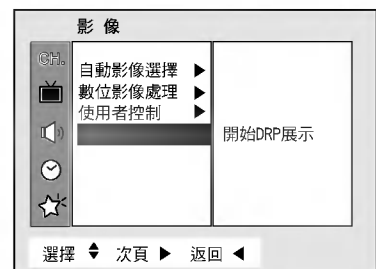 影 像
CH.
自動影像選擇 ▶
數位影像處理 ▶
使用者控制 ▶
開始DRP展示
選擇 ♦ 次頁 ▶ 返回 ◀